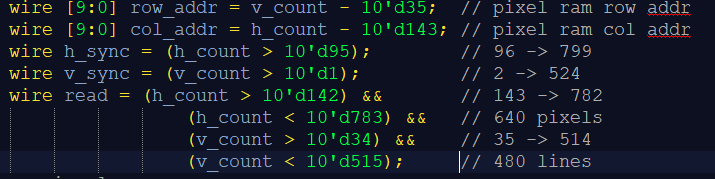 wire [9:0] row_addr = v_count - 10'd35; // pixel ram row addr
wire [9:0] col_addr = h_count - 10'd143; // pixel ram col addr
wire h_sync = (h_count > 10'd95); // 96 -> 799
wire v_sync = (v_count > 10'd1); // 2 -> 524
wire read = (h_count > 10'd142) && // 143 -> 782
(h_count < 10'd783) && // 640 pixels
(v_count > 10'd34) && // 35 -> 514
(v_count < 10'd515); // 480 lines